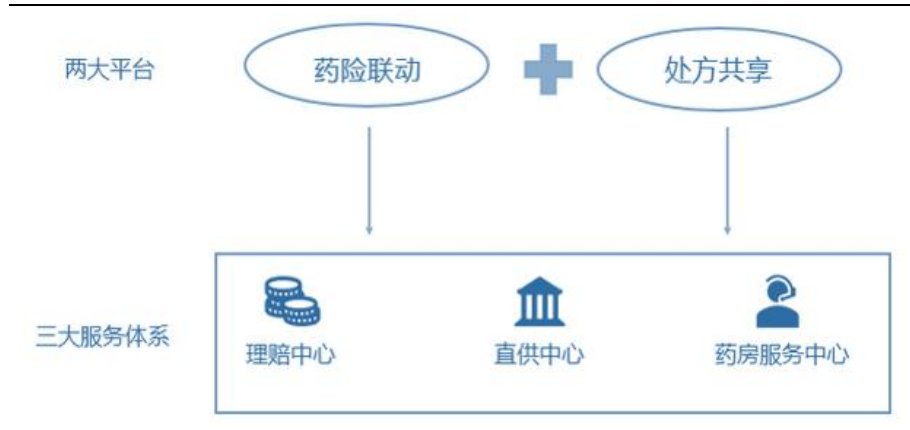 两大平台
药险联动
处方共享
三大服务体系
理赔中心
直供中心
药房服务中心